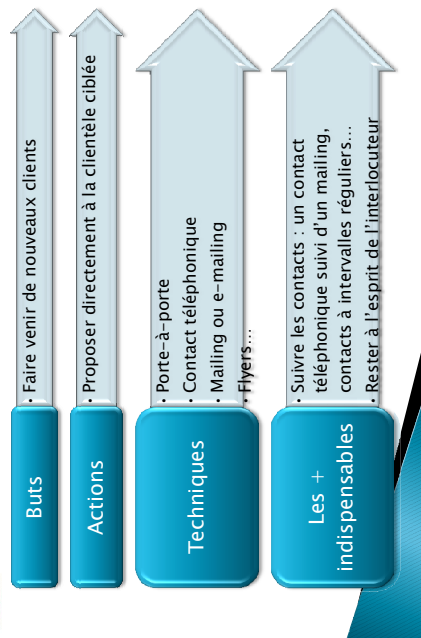 Buts
• Faire venir de nouveaux clients
Actions
• Proposer directement à la clientèle ciblée
Techniques
• Porte-à-porte
• Contact téléphonique
• Mailing ou e-mailing
• Flyers…
Les +
indispensables
• Suivre les contacts : un contact
téléphonique suivi d'un mailing,
contacts à intervalles réguliers…
• Rester à l'esprit de l'interlocuteur